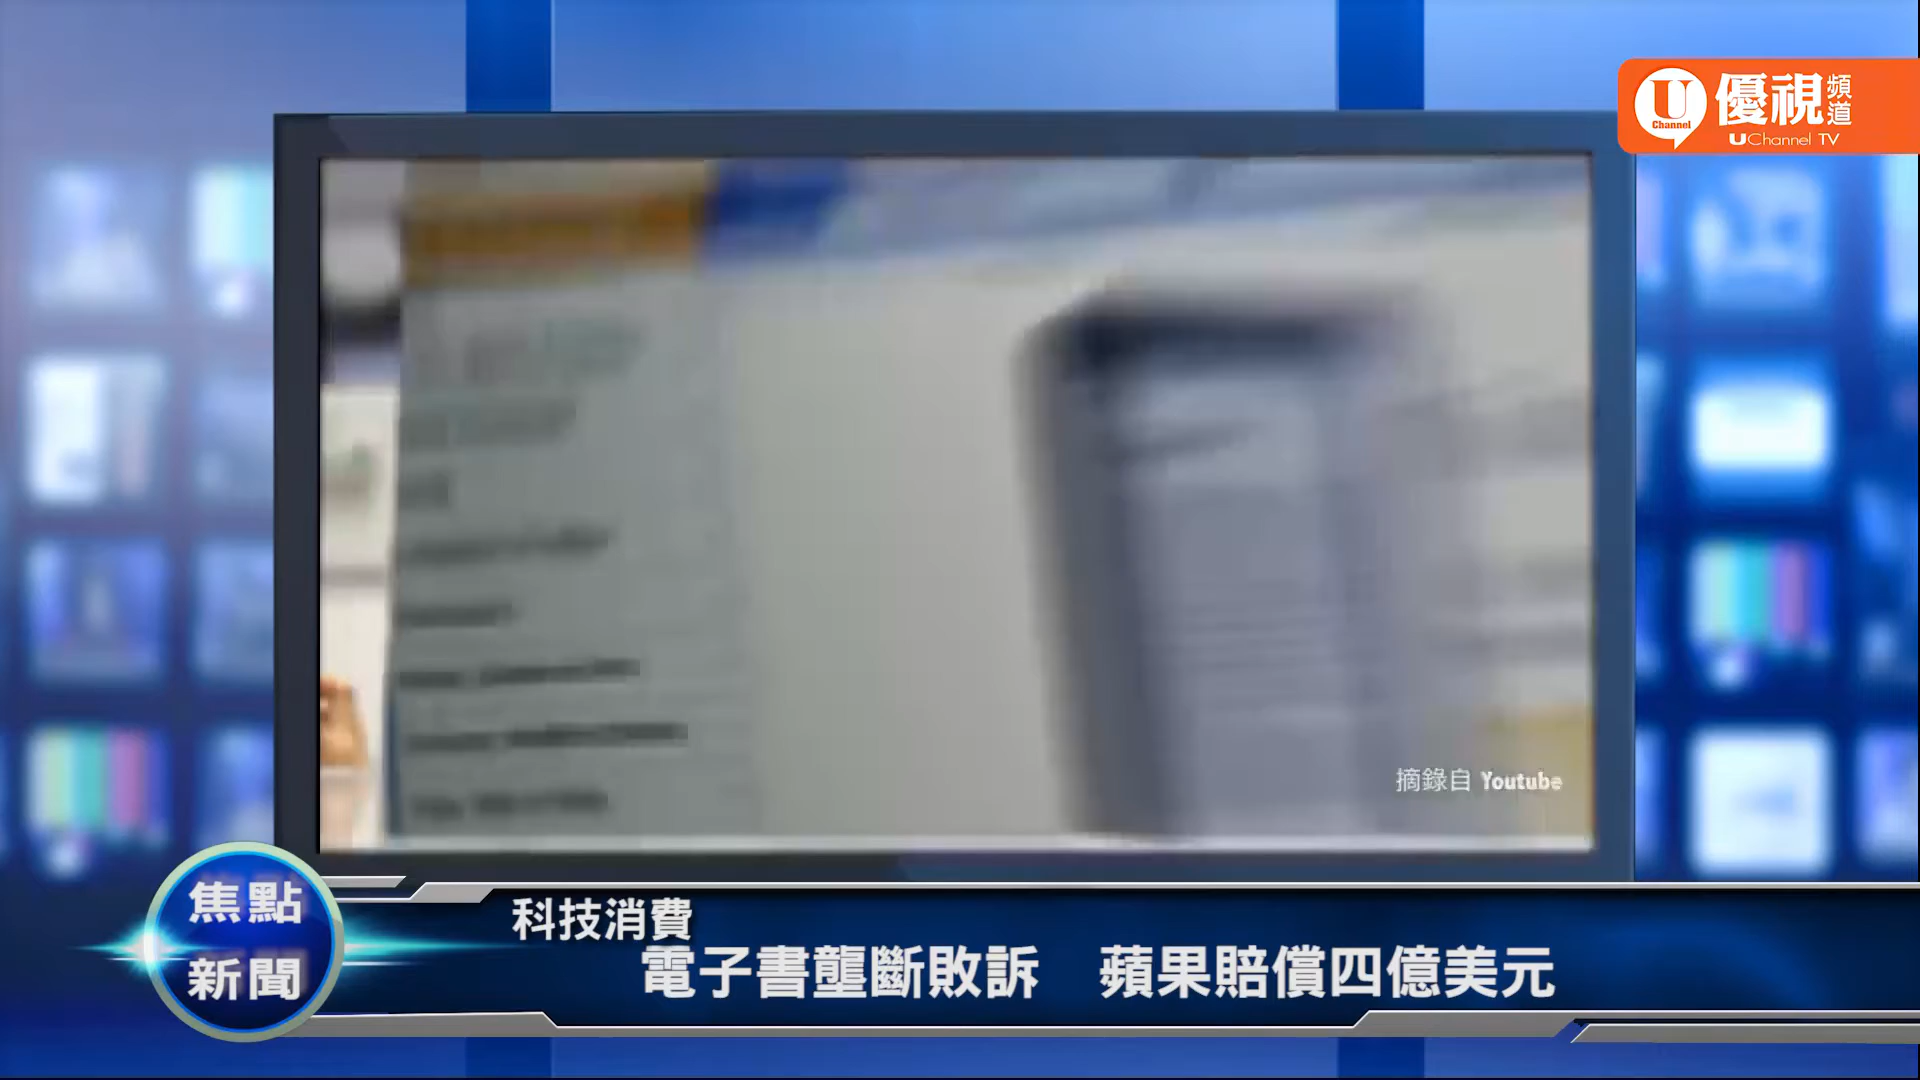 U
Channel
優視頻道
UChannel TV
摘錄自 Youtube
焦點
新聞
科技消費
電子書壟斷敗訴 蘋果賠償四億美元